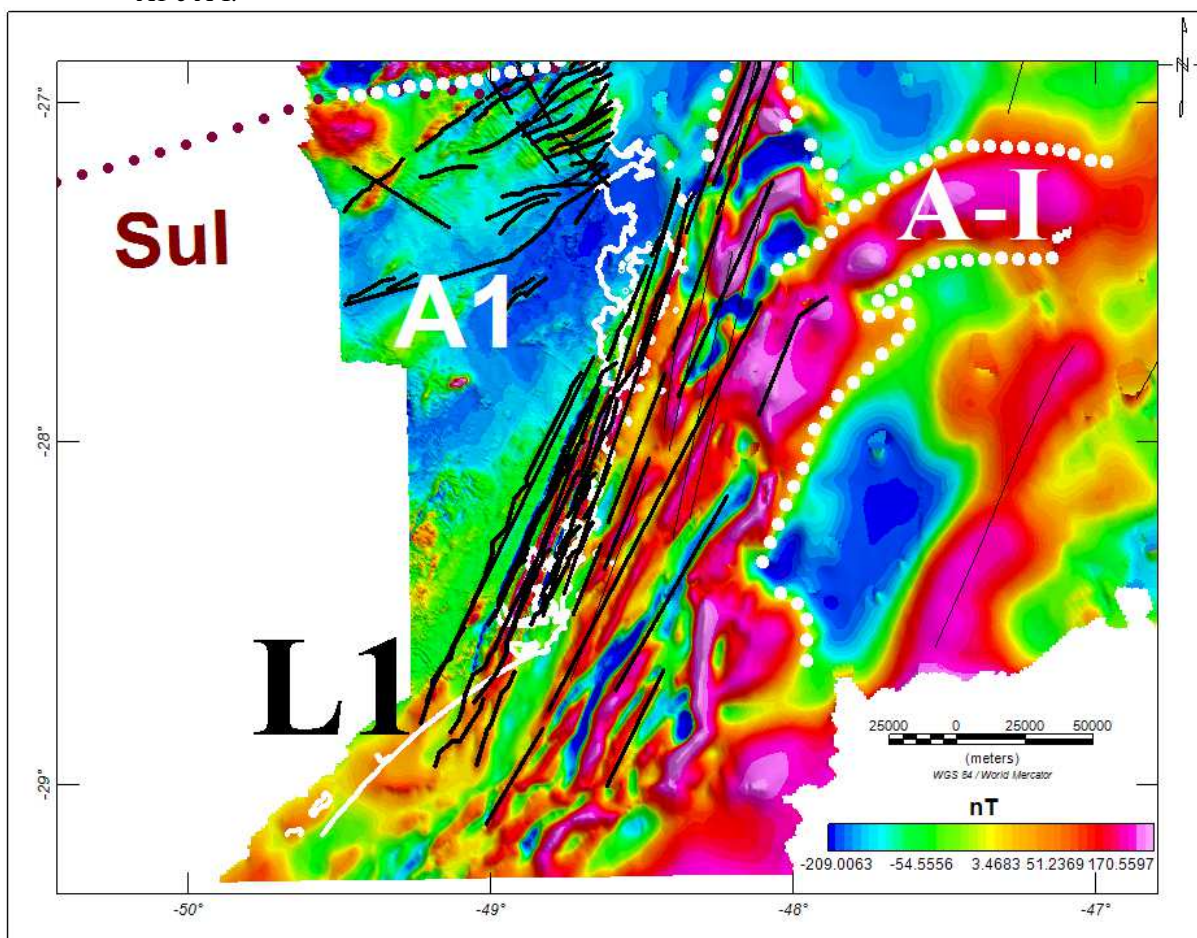 N
-27°
A-I
Sul
A1
-28°
L1
25000 0 25000 50000
(meters)
WGS 84 / World Mercator
-29°
nT
-209.0063 -54.5556 3.4683 51.2369 170.5597
-50° -49° -48° -47°